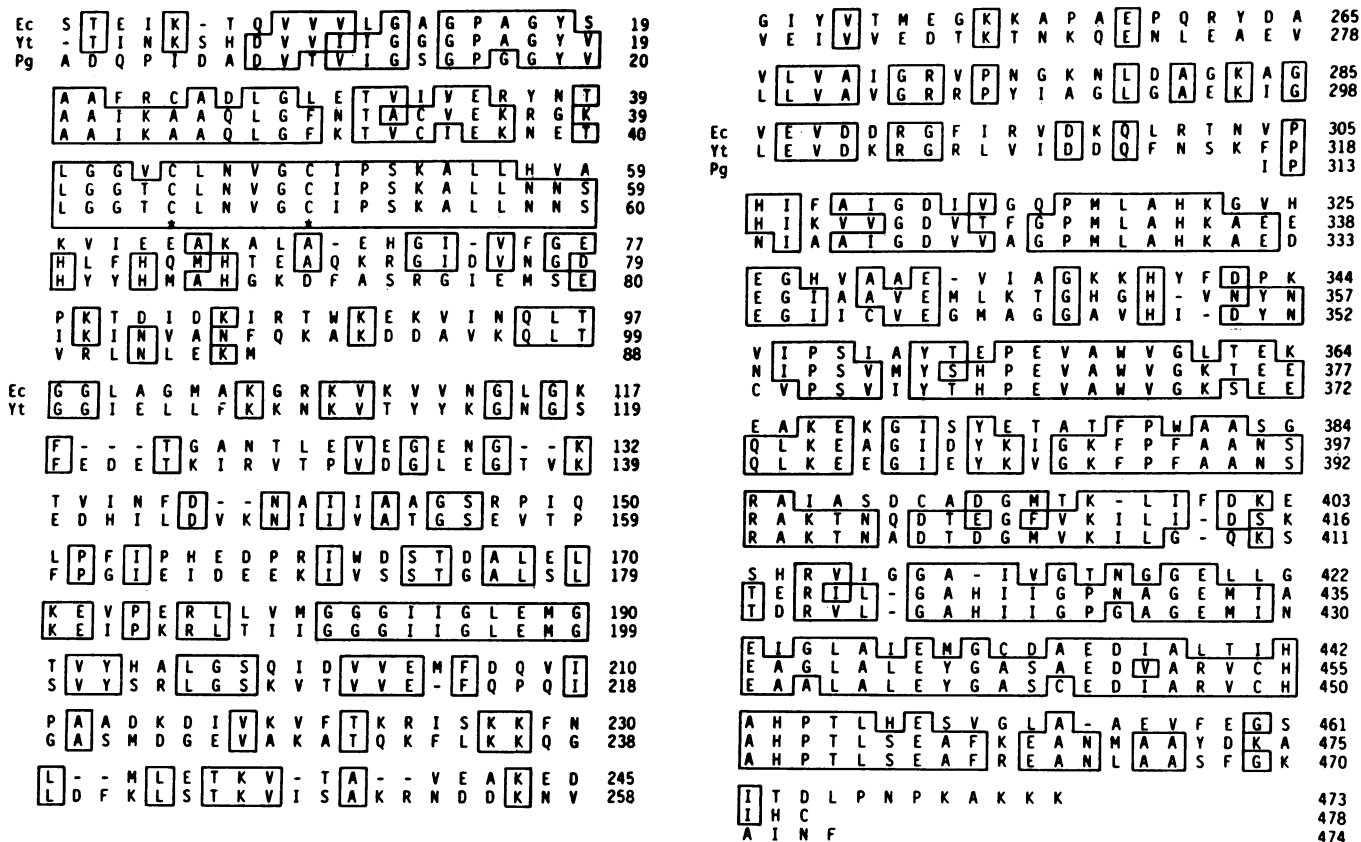 Ec S T E I K - T Q V V V L G A G P A G Y S 19
Yt - T I N K S H D V V I I G G G P A G Y V 19
Pg A D Q P I D A D V T V I G S G P G G Y V 20
A A F R C A D L G L E T V I V E R Y N T 39
A A I K A A Q L G F N T A C V E K R G K 39
A A I K A A Q L G F K T V C I E K N E T 40
L G G V C L N V G C I P S K A L L H V A 59
L G G T C L N V G C I P S K A L L N N S 59
L G G T C L N V G C I P S K A L L N N S 60
* *
K V I E E A K A L A - E H G I - V F G E 77
H L F H Q M H T E A Q K R G I D V N G D 79
H Y Y H M A H G K D F A S R G I E M S E 80
P K T D I D K I R T W K E K V I N Q L T 97
I K I N V A N F Q K A K D D A V K Q L T 99
V R L N L E K M 88
Ec G G L A G M A K G R K V K V V N G L G K 117
Yt G G I E L L F K K N K V T Y Y K G N G S 119
F - - - T G A N T L E V E G E N G - - K 132
F E D E T K I R V T P V D G L E G T V K 139
T V I N F D - - N A I I A A G S R P I Q 150
E D H I L D V K N I I V A T G S E V T P 159
L P F I P H E D P R I W D S T D A L E L 170
F P G I E I D E E K I V S S T G A L S L 179
K E V P E R L L V M G G G I I G L E M G 190
K E I P K R L T I I G G G I I G L E M G 199
T V Y H A L G S Q I D V V E M F D Q V I 210
S V Y S R L G S K V T V V E - F Q P Q I 218
P A A D K D I V K V F T K R I S K K F N 230
G A S M D G E V A K A T Q K F L K K Q G 238
L - - M L E T K V - T A - - V E A K E D 245
L D F K L S T K V I S A K R N D D K N V 258
G I Y V T M E G K K A P A E P Q R Y D A 265
V E I V V E D T K T N K Q E N L E A E V 278
V L V A I G R V P N G K N L D A G K A G 285
L L V A V G R R P Y I A G L G A E K I G 298
Ec V E V D D R G F I R V D K Q L R T N V P 305
Yt L E V D K R G R L V I D D Q F N S K F P 318
Pg I P 313
H I F A I G D I V G Q P M L A H K G V H 325
H I K V V G D V T F G P M L A H K A E E 338
N I A A I G D V V A G P M L A H K A E D 333
E G H V A A E - V I A G K K H Y F D P K 344
E G I A A V E M L K T G H G H - V N Y N 357
E G I I C V E G M A G G A V H I - D Y N 352
V I P S I A Y T E P E V A W V G L T E K 364
N I P S V M Y S H P E V A W V G K T E E 377
C V P S V I Y T H P E V A W V G K S E E 372
E A K E K G I S Y E T A T F P W A A S G 384
Q L K E A G I D Y K I G K F P F A A N S 397
Q L K E E G I E Y K V G K F P F A A N S 392
R A I A S D C A D G M T K - L I F D K E 403
R A K T N Q D T E G F V K I L I - D S K 416
R A K T N A D T D G M V K I L G - Q K S 411
S H R V I G G A - I V G T N G G E L L G 422
T E R I L - G A H I I G P N A G E M I A 435
T D R V L - G A H I I G P G A G E M I N 430
E I G L A I E M G C D A E D I A L T I H 442
E A G L A L E Y G A S A E D V A R V C H 455
E A A L A L E Y G A S C E D I A R V C H 450
A H P T L H E S V G L A - A E V F E G S 461
A H P T L S E A F K E A N M A A Y D K A 475
A H P T L S E A F R E A N L A A S F G K 470
I T D L P N P K A K K K 473
I H C 478
A I N F 474